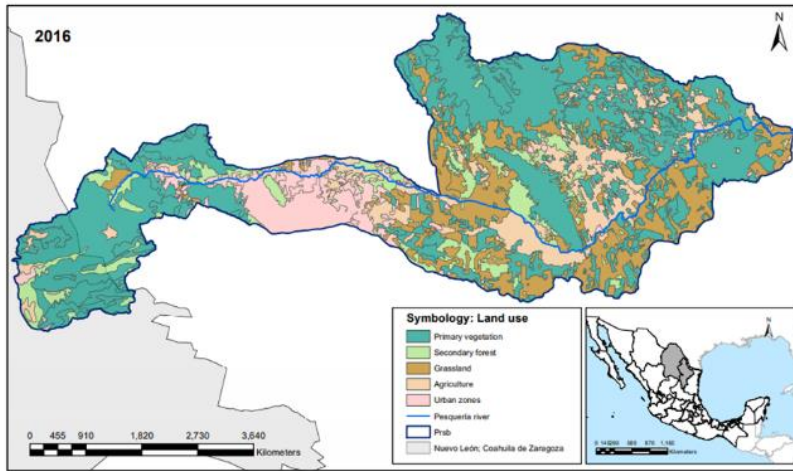 2016
N
Symbology: Land use
Primary vegetation
Secondary forest
Grassland
Agriculture
Urban zones
Pesqueria river
Prsb
Nuevo León; Coahuila de Zaragoza
0 455 910 1,820 2,730 3,640
Kilometers
N
Kilometers